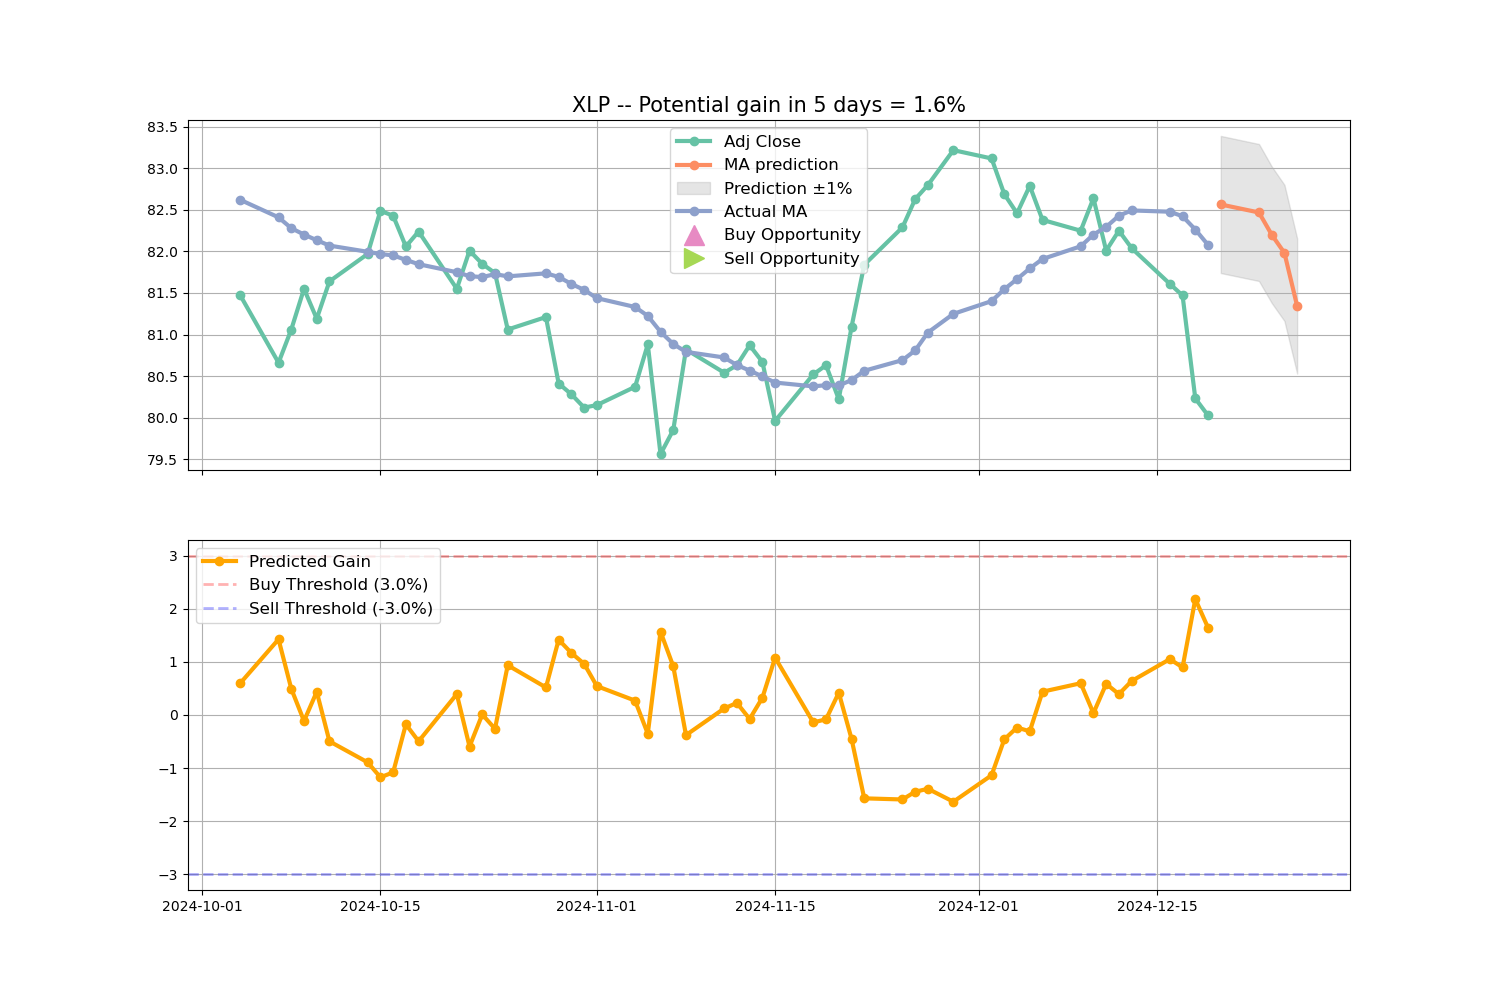 XLP -- Potential gain in 5 days = 1.6%
83.5
83.0
82.5
82.0
81.5
81.0
80.5
80.0
79.5
Adj Close
MA prediction
Prediction ±1%
Actual MA
Buy Opportunity
Sell Opportunity
3
2
1
0
−1
−2
−3
Predicted Gain
Buy Threshold (3.0%)
Sell Threshold (-3.0%)
2024-10-01
2024-10-15
2024-11-01
2024-11-15
2024-12-01
2024-12-15